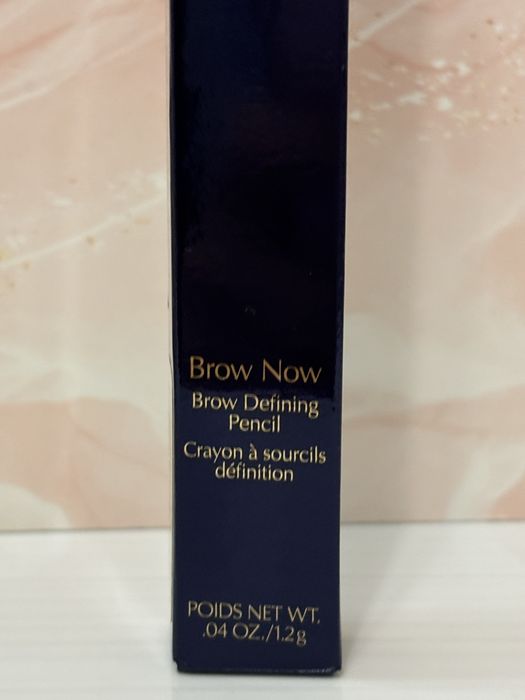 Brow Now
Brow Defining
Pencil
Crayon à sourcils
définition
POIDS NET WT.
.04 OZ./1.2g